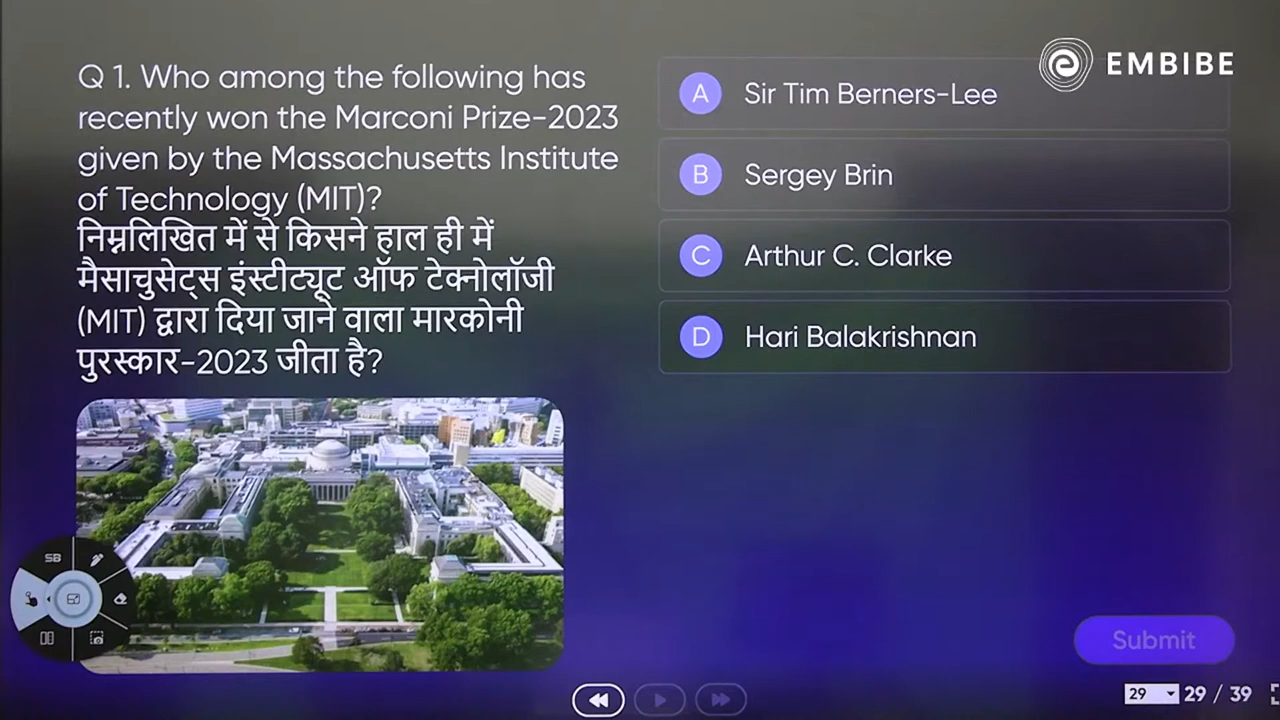 EMBIBE
Q 1. Who among the following has
recently won the Marconi Prize-2023
given by the Massachusetts Institute
of Technology (MIT)?
निम्नलिखित में से किसने हाल ही में
मैसाचुसेट्स इंस्टीट्यूट ऑफ टेक्नोलॉजी
(MIT) द्वारा दिया जाने वाला मारकोनी
पुरस्कार-2023 जीता है?
A Sir Tim Berners-Lee
B Sergey Brin
C Arthur C. Clarke
D Hari Balakrishnan
SB
Submit
29 29 / 39